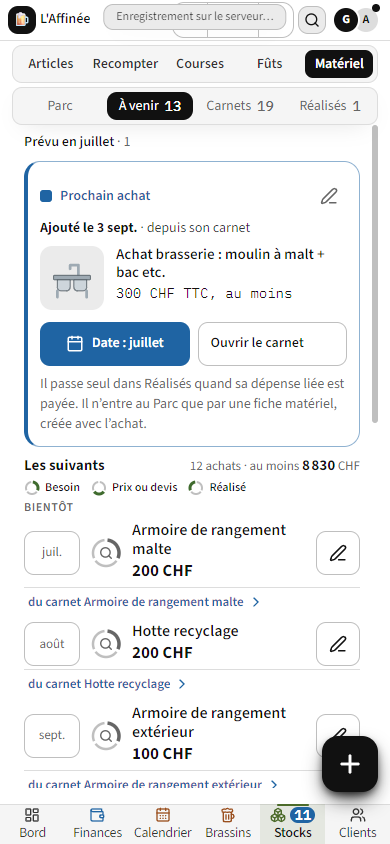 L'Affinée
Enregistrement sur le serveur…
G
A
Articles
Recompter
Courses
Fûts
Matériel
Parc
À venir 13
Carnets 19
Réalisés 1
Prévu en juillet · 1
Prochain achat
Ajouté le 3 sept. · depuis son carnet
Achat brasserie : moulin à malt +
bac etc.
300 CHF TTC, au moins
Date : juillet
Ouvrir le carnet
Il passe seul dans Réalisés quand sa dépense liée est
payée. Il n’entre au Parc que par une fiche matériel,
créée avec l’achat.
Les suivants
12 achats · au moins 8 830 CHF
Besoin
Prix ou devis
Réalisé
BIENTÔT
juil.
Armoire de rangement
malte
200 CHF
du carnet Armoire de rangement malte
août
Hotte recyclage
200 CHF
du carnet Hotte recyclage
sept.
Armoire de rangement
extérieur
100 CHF
du carnet Armoire de rangement extérieur
Bord
Finances
Calendrier
Brassins
11
Stocks
Clients